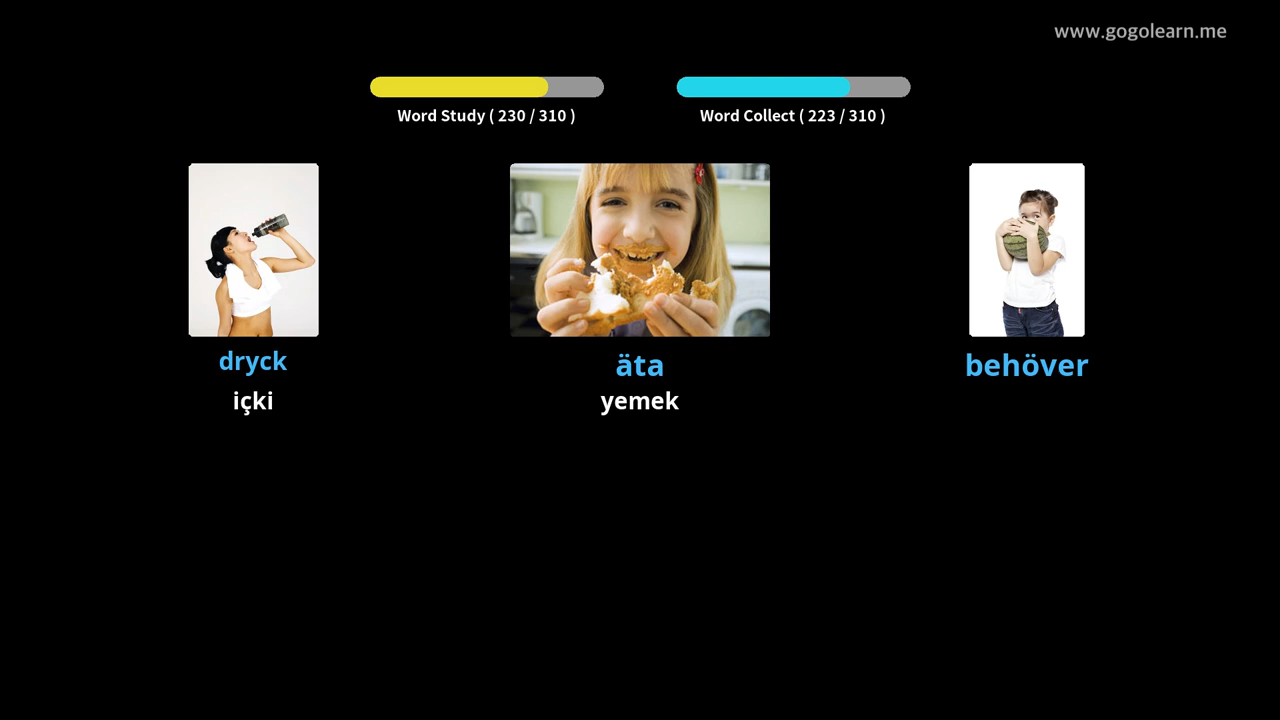 www.gogolearn.me
Word Study ( 230 / 310 )
Word Collect ( 223 / 310 )
dryck
äta
behöver
içki
yemek